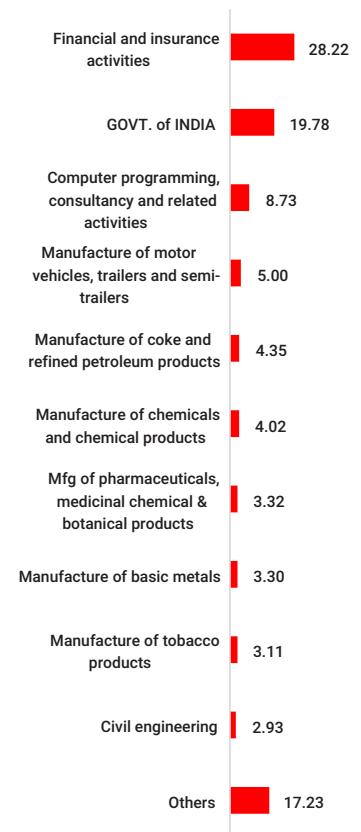 Financial and insurance
activities
28.22
GOVT. of INDIA
19.78
Computer programming,
consultancy and related
activities
8.73
Manufacture of motor
vehicles, trailers and semi-
trailers
5.00
Manufacture of coke and
refined petroleum products
4.35
Manufacture of chemicals
and chemical products
4.02
Mfg of pharmaceuticals,
medicinal chemical &
botanical products
3.32
Manufacture of basic metals
3.30
Manufacture of tobacco
products
3.11
Civil engineering
2.93
Others
17.23